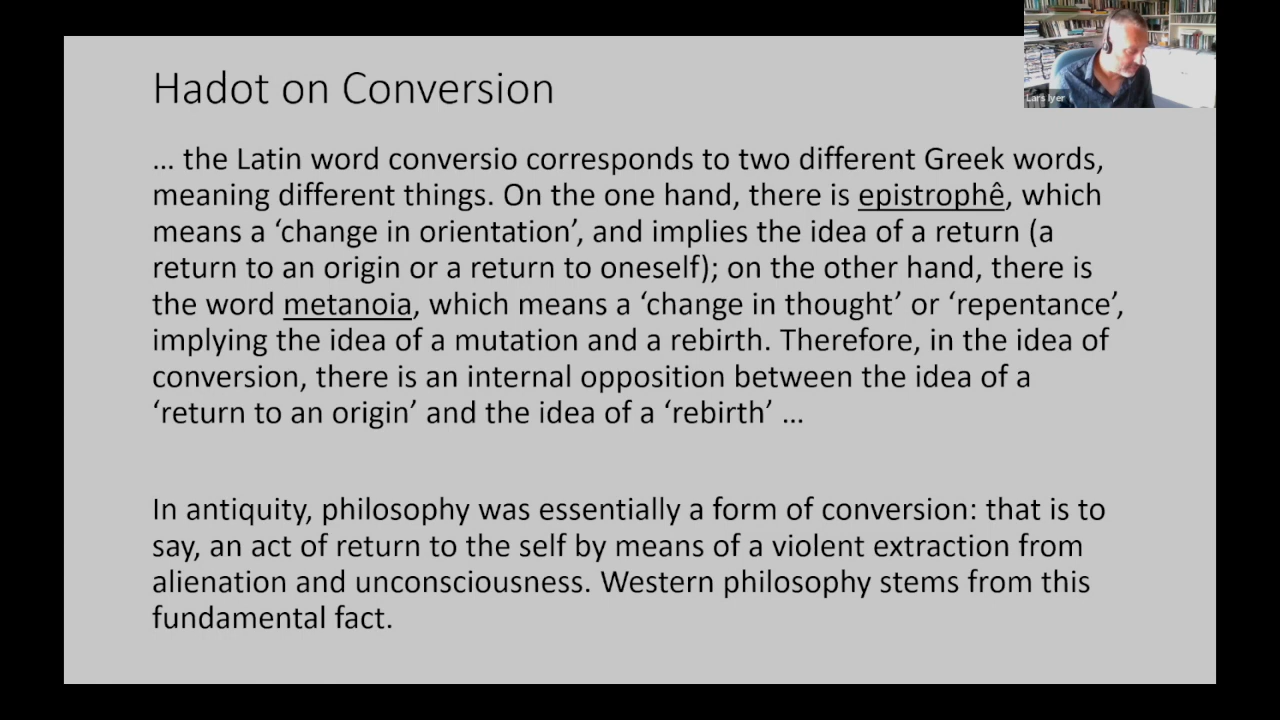 Hadot on Conversion
Lars Iyer
... the Latin word conversio corresponds to two different Greek words,
meaning different things. On the one hand, there is epistrophê, which
means a ‘change in orientation’, and implies the idea of a return (a
return to an origin or a return to oneself); on the other hand, there is
the word metanoia, which means a ‘change in thought’ or ‘repentance’,
implying the idea of a mutation and a rebirth. Therefore, in the idea of
conversion, there is an internal opposition between the idea of a
‘return to an origin’ and the idea of a ‘rebirth’ ...
In antiquity, philosophy was essentially a form of conversion: that is to
say, an act of return to the self by means of a violent extraction from
alienation and unconsciousness. Western philosophy stems from this
fundamental fact.